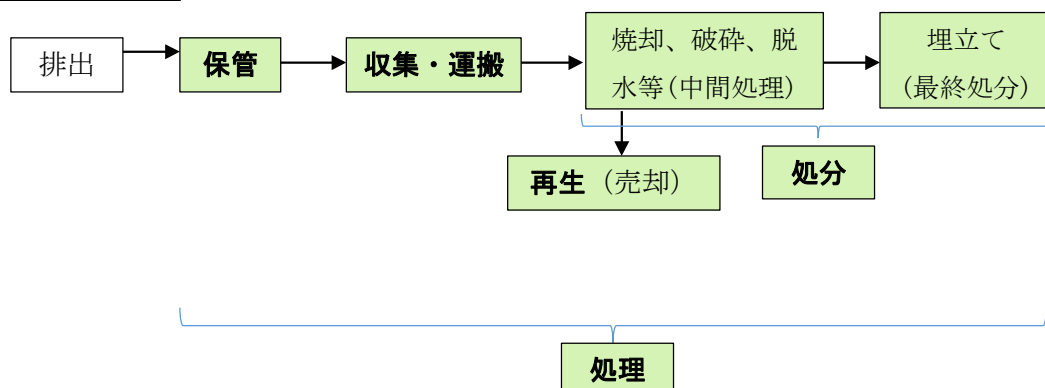 排出
保管
収集・運搬
焼却、破砕、脱
水等(中間処理)
埋立て
(最終処分)
再生（売却）
処分
処理